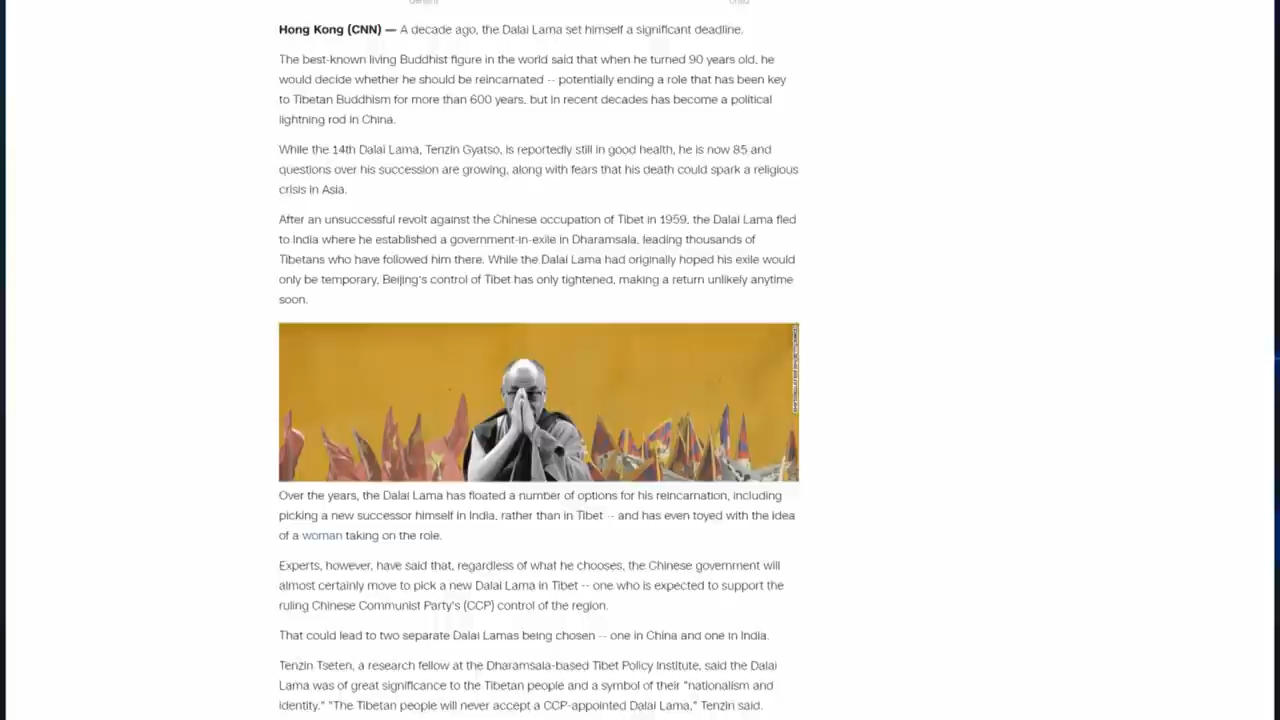 Hong Kong (CNN) — A decade ago, the Dalai Lama set himself a significant deadline.
The best-known living Buddhist figure in the world said that when he turned 90 years old, he
would decide whether he should be reincarnated -- potentially ending a role that has been key
to Tibetan Buddhism for more than 600 years, but in recent decades has become a political
lightning rod in China.
While the 14th Dalai Lama, Tenzin Gyatso, is reportedly still in good health, he is now 85 and
questions over his succession are growing, along with fears that his death could spark a religious
crisis in Asia.
After an unsuccessful revolt against the Chinese occupation of Tibet in 1959, the Dalai Lama fled
to India where he established a government-in-exile in Dharamsala, leading thousands of
Tibetans who have followed him there. While the Dalai Lama had originally hoped his exile would
only be temporary, Beijing's control of Tibet has only tightened, making a return unlikely anytime
soon.
Over the years, the Dalai Lama has floated a number of options for his reincarnation, including
picking a new successor himself in India, rather than in Tibet -- and has even toyed with the idea
of a woman taking on the role.
Experts, however, have said that, regardless of what he chooses, the Chinese government will
almost certainly move to pick a new Dalai Lama in Tibet -- one who is expected to support the
ruling Chinese Communist Party's (CCP) control of the region.
That could lead to two separate Dalai Lamas being chosen -- one in China and one in India.
Tenzin Tseten, a research fellow at the Dharamsala-based Tibet Policy Institute, said the Dalai
Lama was of great significance to the Tibetan people and a symbol of their "nationalism and
identity." "The Tibetan people will never accept a CCP-appointed Dalai Lama," Tenzin said.